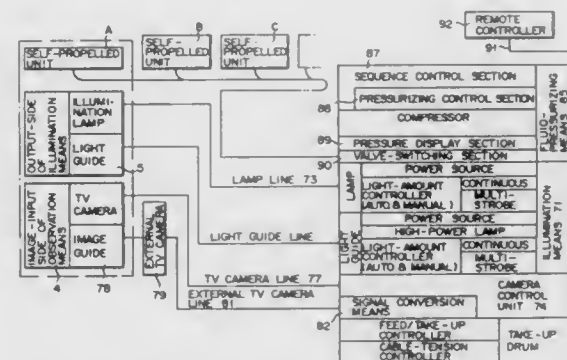 A
SELF-PROPELLED
UNIT
B
SELF-
PROPELLED
UNIT
C
SELF-
PROPELLED
UNIT
92
REMOTE
CONTROLLER
91
OUTPUT-SIDE
OF
ILLUMINATION
MEANS
ILLUMI-
NATION
LAMP
LIGHT
GUIDE
5
IMAGE-INPUT
SIDE OF
OBSERVATION
MEANS
TV
CAMERA
IMAGE
GUIDE
4
78
EXTERNAL
TV CAMERA
79
LAMP LINE 73
LIGHT GUIDE LINE
TV CAMERA LINE 77
EXTERNAL TV CAMERA
LINE 81
87
SEQUENCE CONTROL SECTION
88
PRESSURIZING CONTROL SECTION
COMPRESSOR
89
PRESSURE DISPLAY SECTION
90
VALVE-SWITCHING SECTION
FLUID-
PRESSURIZING
MEANS 85
LAMP
POWER SOURCE
LIGHT-AMOUNT
CONTROLLER
(AUTO & MANUAL)
CONTINUOUS
MULTI-
STROBE
LIGHT
GUIDE
POWER SOURCE
HIGH-POWER LAMP
LIGHT-AMOUNT
CONTROLLER
(AUTO & MANUAL)
CONTINUOUS
MULTI-
STROBE
ILLUMINATION
MEANS 71
CAMERA
CONTROL
UNIT 74
82
SIGNAL CONVERSION
MEANS
FEED/TAKE-UP
CONTROLLER
CABLE-TENSION
CONTROLLER
TAKE-UP
DRUM